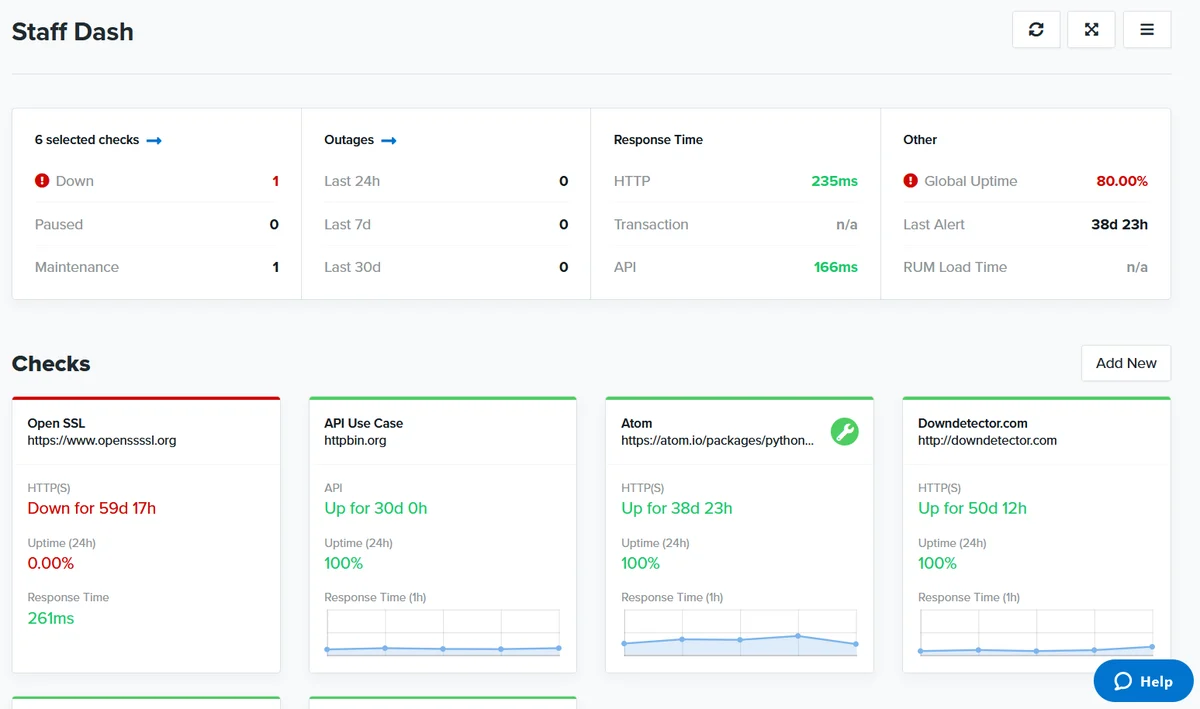 Staff Dash
6 selected checks
Down 1
Paused 0
Maintenance 1
Outages
Last 24h 0
Last 7d 0
Last 30d 0
Response Time
HTTP 235ms
Transaction n/a
API 166ms
Other
Global Uptime 80.00%
Last Alert 38d 23h
RUM Load Time n/a
Checks
Add New
Open SSL
https://www.openssssl.org
HTTP(S)
Down for 59d 17h
Uptime (24h)
0.00%
Response Time
261ms
API Use Case
httpbin.org
API
Up for 30d 0h
Uptime (24h)
100%
Response Time (1h)
Atom
https://atom.io/packages/python...
HTTP(S)
Up for 38d 23h
Uptime (24h)
100%
Response Time (1h)
Downdetector.com
http://downdetector.com
HTTP(S)
Up for 50d 12h
Uptime (24h)
100%
Response Time (1h)
Help